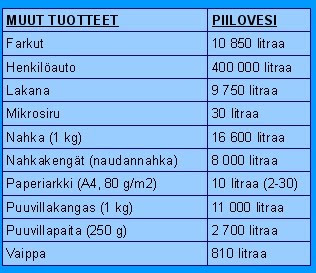 MUUT TUOTTEET PIILOVESI
Farkut 10 850 litraa
Henkilöauto 400 000 litraa
Lakana 9 750 litraa
Mikrosiru 30 litraa
Nahka (1 kg) 16 600 litraa
Nahkakengät (naudannahka) 8 000 litraa
Paperiarkki (A4, 80 g/m2) 10 litraa (2-30)
Puuvillakangas (1 kg) 11 000 litraa
Puuvillapaita (250 g) 2 700 litraa
Vaippa 810 litraa